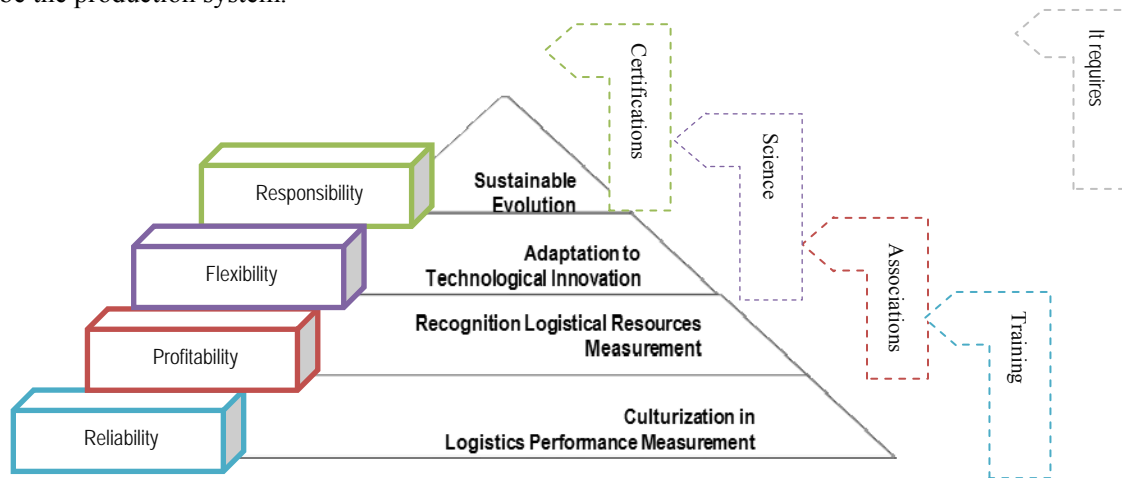 be the production system.
It requires
Certifications
Science
Responsibility
Sustainable
Evolution
Flexibility
Adaptation to
Technological Innovation
Associations
Profitability
Recognition Logistical Resources
Measurement
Training
Reliability
Culturization in
Logistics Performance Measurement